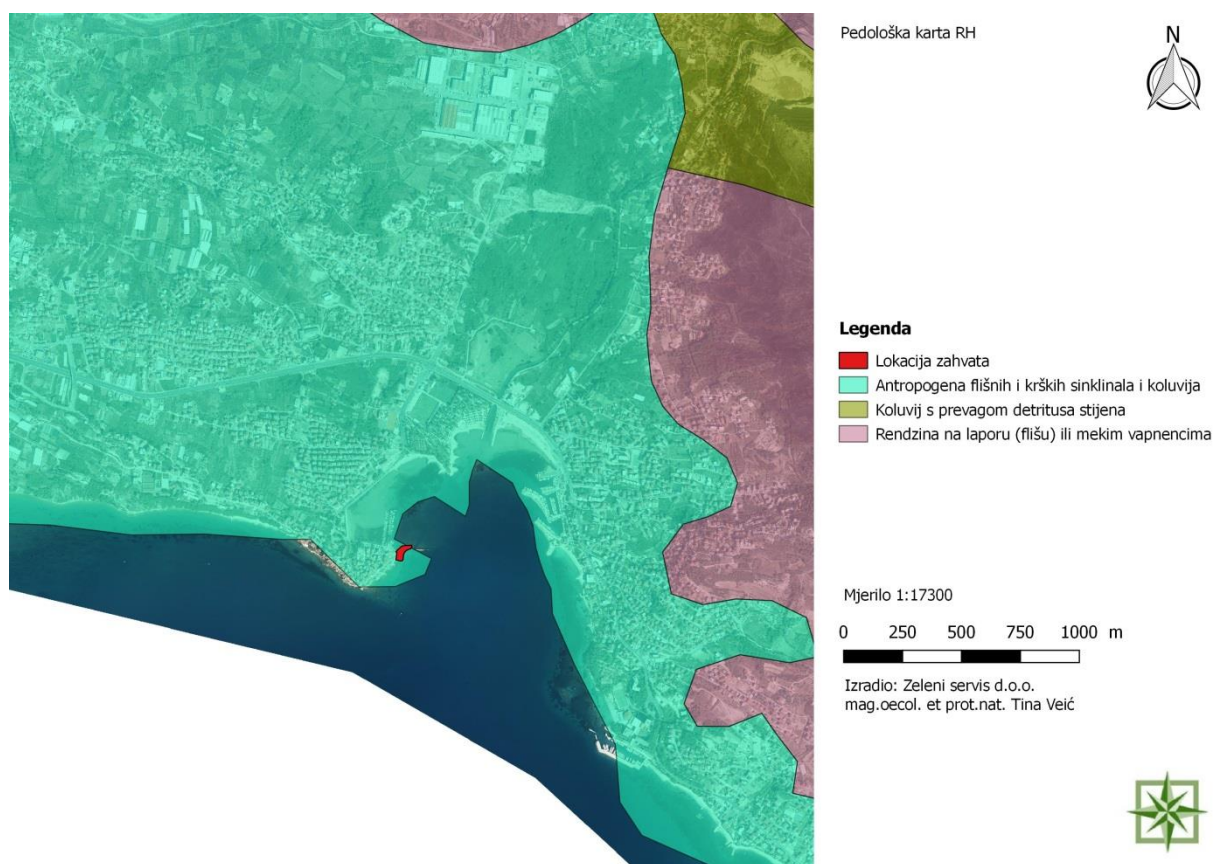 Pedološka karta RH
N
Legenda
Lokacija zahvata
Antropogena flišnih i krških sinklinala i koluvija
Koluvij s prevagom detritusa stijena
Rendzina na laporu (flišu) ili mekim vapnencima
Mjerilo 1:17300
0 250 500 750 1000 m
Izradio: Zeleni servis d.o.o.
mag.oecol. et prot.nat. Tina Veić